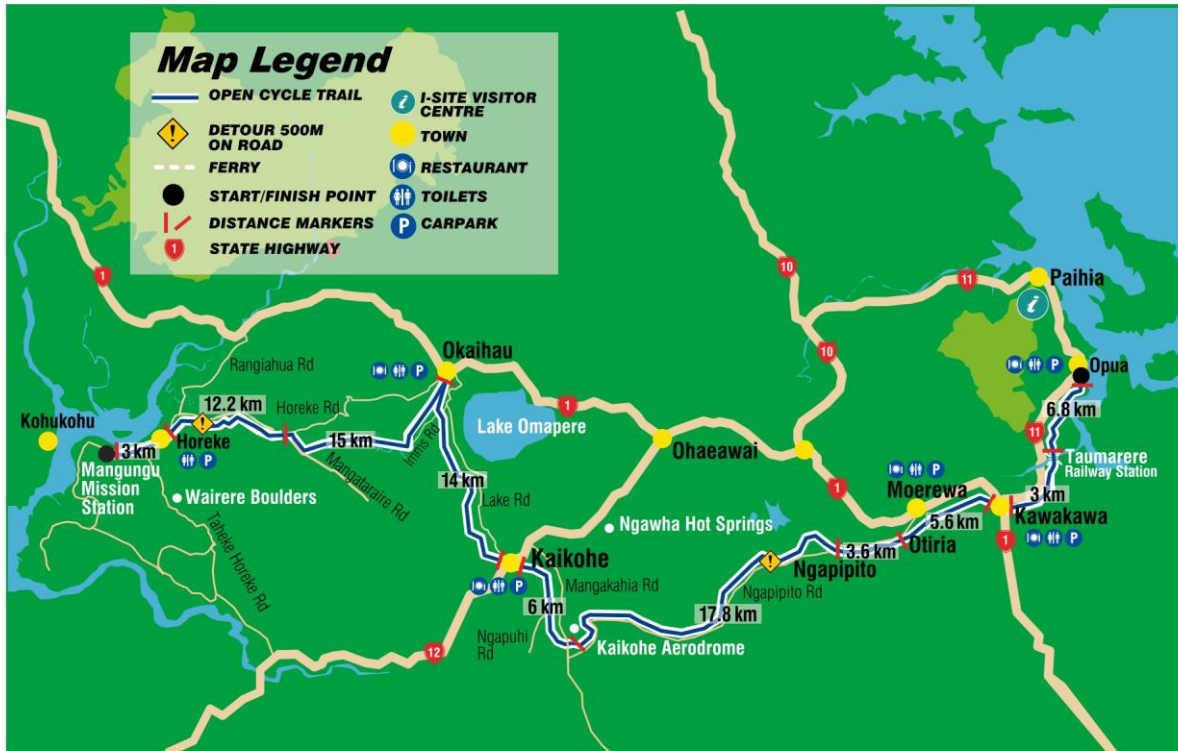 Map Legend
OPEN CYCLE TRAIL
DETOUR 500M
ON ROAD
FERRY
START/FINISH POINT
DISTANCE MARKERS
1
STATE HIGHWAY
i
I-SITE VISITOR
CENTRE
TOWN
RESTAURANT
TOILETS
P
CARPARK
1
10
11
Paihia
i
10
Okaihau
P
Opua
P
6.8 km
Rangiahua Rd
12.2 km
Horeke Rd
1
Lake Omapere
Kohukohu
Horeke
P
3 km
15 km
Imms Rd
Ohaeawai
11
Taumarere
Railway Station
Mangungu
Mission
Station
Wairere Boulders
Mangataraire Rd
14 km
Lake Rd
1
P
Moerewa
3 km
5.6 km
Kawakawa
1
P
Ngawha Hot Springs
Otiria
Taheke Horeke Rd
Kaikohe
P
3.6 km
Ngapipito
Mangakahia Rd
Ngapipito Rd
6 km
17.8 km
Ngapuhi
Rd
Kaikohe Aerodrome
12